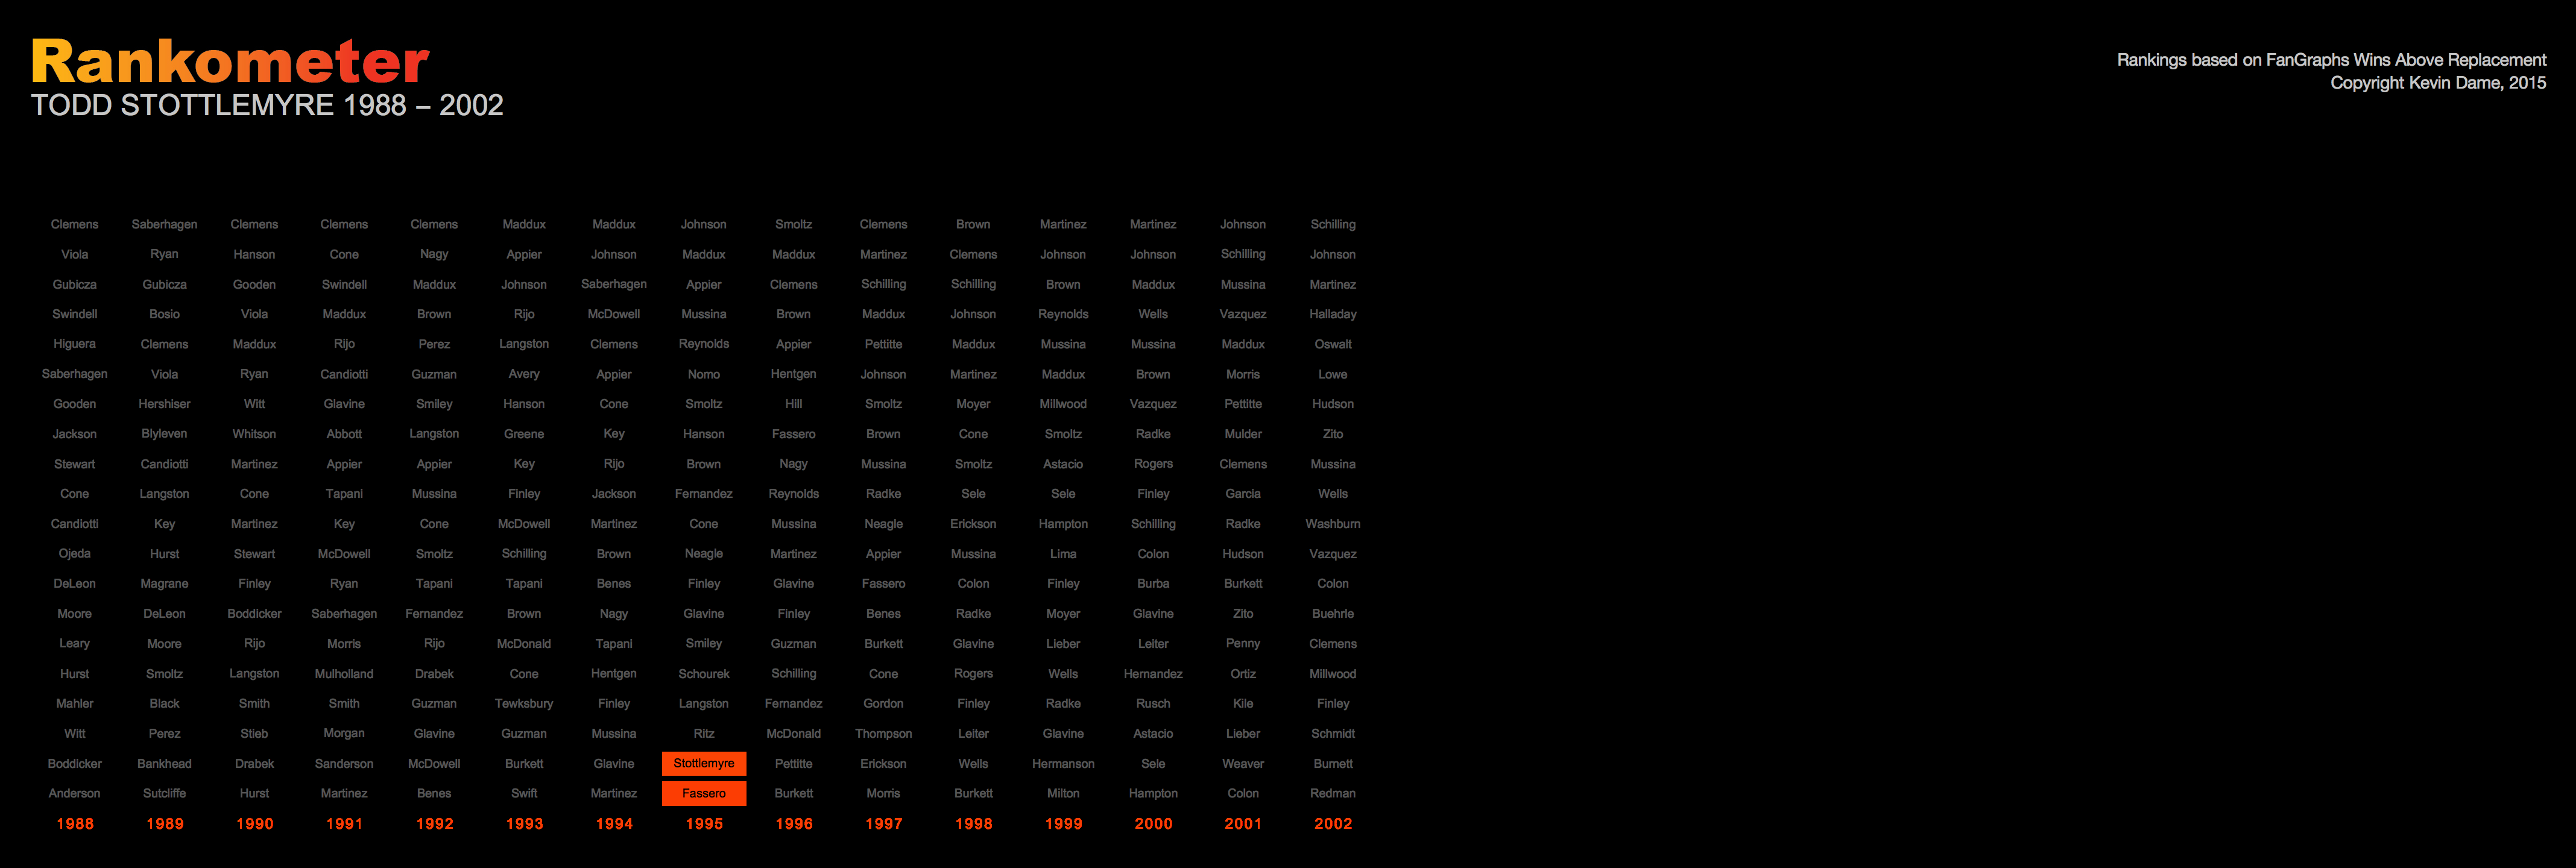 Rankometer
TODD STOTTLEMYRE 1988 – 2002
Rankings based on FanGraphs Wins Above Replacement
Copyright Kevin Dame, 2015
Clemens Saberhagen Clemens Clemens Clemens Maddux Maddux Johnson Smoltz Clemens Brown Martinez Martinez Johnson Schilling
Viola Ryan Hanson Cone Nagy Appier Johnson Maddux Maddux Martinez Clemens Johnson Johnson Schilling Johnson
Gubicza Gubicza Gooden Swindell Maddux Johnson Saberhagen Appier Clemens Schilling Schilling Brown Maddux Mussina Martinez
Swindell Bosio Viola Maddux Brown Rijo McDowell Mussina Brown Maddux Johnson Reynolds Wells Vazquez Halladay
Higuera Clemens Maddux Rijo Perez Langston Clemens Reynolds Appier Pettitte Maddux Mussina Mussina Maddux Oswalt
Saberhagen Viola Ryan Candiotti Guzman Avery Appier Nomo Hentgen Johnson Martinez Maddux Brown Morris Lowe
Gooden Hershiser Witt Glavine Smiley Hanson Cone Smoltz Hill Smoltz Moyer Millwood Vazquez Pettitte Hudson
Jackson Blyleven Whitson Abbott Langston Greene Key Hanson Fassero Brown Cone Smoltz Radke Mulder Zito
Stewart Candiotti Martinez Appier Appier Key Rijo Brown Nagy Mussina Smoltz Astacio Rogers Clemens Mussina
Cone Langston Cone Tapani Mussina Finley Jackson Fernandez Reynolds Radke Sele Sele Finley Garcia Wells
Candiotti Key Martinez Key Cone McDowell Martinez Cone Mussina Neagle Erickson Hampton Schilling Radke Washburn
Ojeda Hurst Stewart McDowell Smoltz Schilling Brown Neagle Martinez Appier Mussina Lima Colon Hudson Vazquez
DeLeon Magrane Finley Ryan Tapani Tapani Benes Finley Glavine Fassero Colon Finley Burba Burkett Colon
Moore DeLeon Boddicker Saberhagen Fernandez Brown Nagy Glavine Finley Benes Radke Moyer Glavine Zito Buehrle
Leary Moore Rijo Morris Rijo McDonald Tapani Smiley Guzman Burkett Glavine Lieber Leiter Penny Clemens
Hurst Smoltz Langston Mulholland Drabek Cone Hentgen Schourek Schilling Cone Rogers Wells Hernandez Ortiz Millwood
Mahler Black Smith Smith Guzman Tewksbury Finley Langston Fernandez Gordon Finley Radke Rusch Kile Finley
Witt Perez Stieb Morgan Glavine Guzman Mussina Ritz McDonald Thompson Leiter Glavine Astacio Lieber Schmidt
Boddicker Bankhead Drabek Sanderson McDowell Burkett Glavine Stottlemyre Pettitte Erickson Wells Hermanson Sele Weaver Burnett
Anderson Sutcliffe Hurst Martinez Benes Swift Martinez Fassero Burkett Morris Burkett Milton Hampton Colon Redman
1988 1989 1990 1991 1992 1993 1994 1995 1996 1997 1998 1999 2000 2001 2002